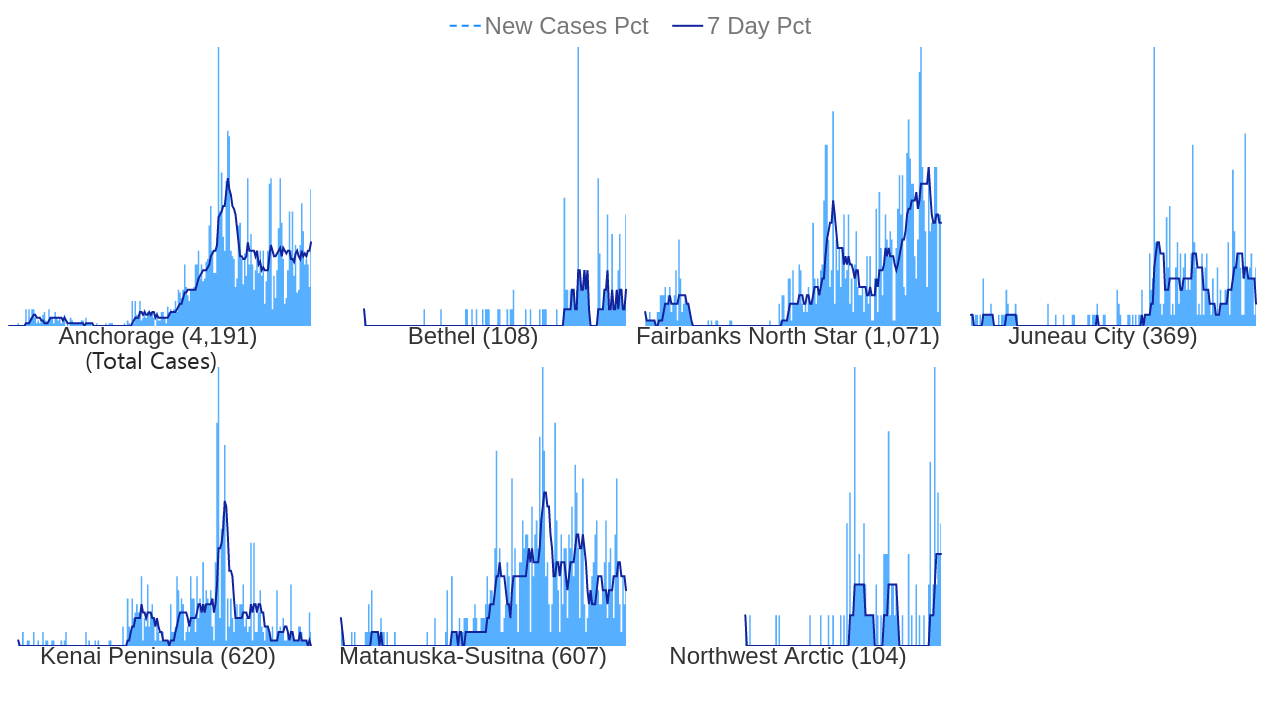 New Cases Pct 7 Day Pct
Anchorage (4,191) Bethel (108) Fairbanks North Star (1,071) Juneau City (369)
(Total Cases)
Kenai Peninsula (620) Matanuska-Susitna (607) Northwest Arctic (104)